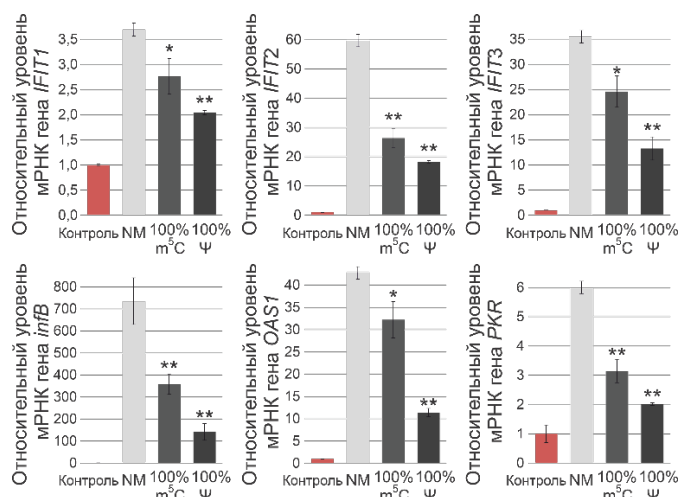 Относительный уровень
мРНК гена IFIT1
3,5
3,0
2,5
2,0
1,5
1,0
0,5
0,0
*
**
Контроль NM 100% 100%
m⁵C Ψ
Относительный уровень
мРНК гена IFIT2
60
50
40
30
20
10
0
**
**
Контроль NM 100% 100%
m⁵C Ψ
Относительный уровень
мРНК гена IFIT3
35
30
25
20
15
10
5
0
*
**
Контроль NM 100% 100%
m⁵C Ψ
Относительный уровень
мРНК гена infB
800
700
600
500
400
300
200
100
0
**
**
Контроль NM 100% 100%
m⁵C Ψ
Относительный уровень
мРНК гена OAS1
40
35
30
25
20
15
10
5
0
*
**
Контроль NM 100% 100%
m⁵C Ψ
Относительный уровень
мРНК гена PKR
6
5
4
3
2
1
0
**
**
Контроль NM 100% 100%
m⁵C Ψ